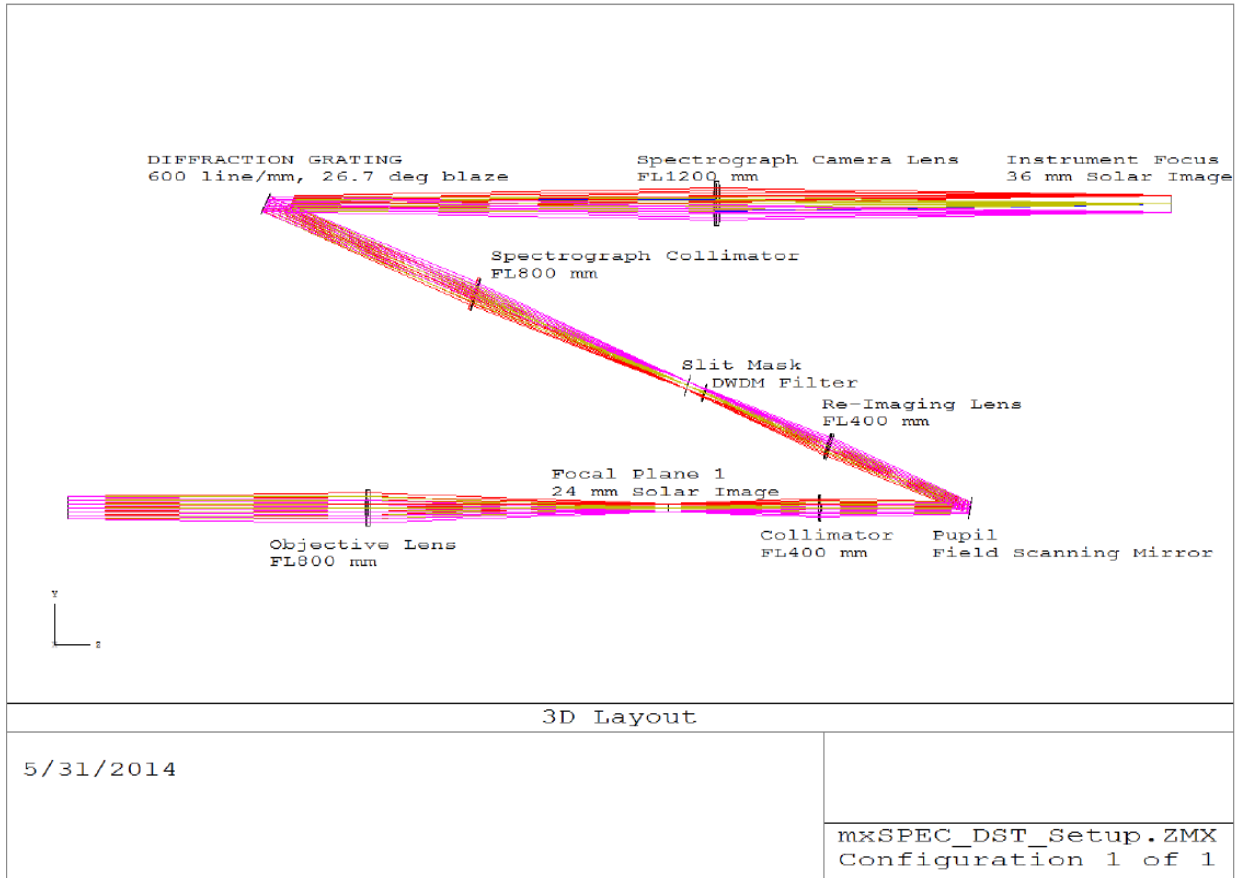 DIFFRACTION GRATING
600 line/mm, 26.7 deg blaze
Spectrograph Camera Lens
FL1200 mm
Instrument Focus
36 mm Solar Image
Spectrograph Collimator
FL800 mm
Slit Mask
DWDM Filter
Re-Imaging Lens
FL400 mm
Focal Plane 1
24 mm Solar Image
Objective Lens
FL800 mm
Collimator
FL400 mm
Pupil
Field Scanning Mirror
Y
X
Z
3D Layout
5/31/2014
mxSPEC_DST_Setup.ZMX
Configuration 1 of 1